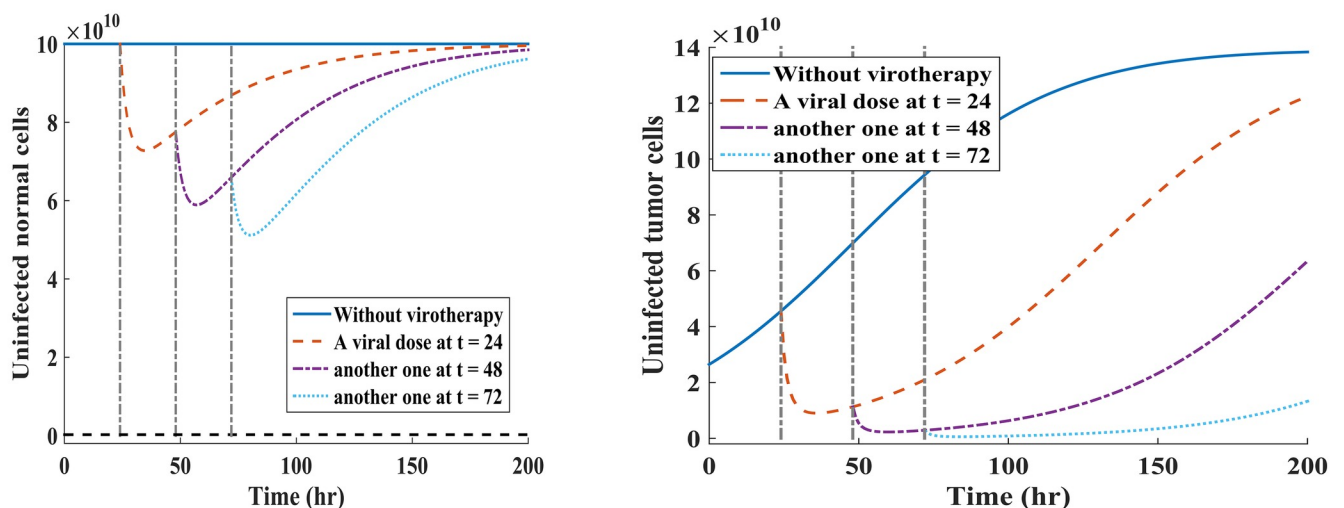 ×10^10
Uninfected normal cells
10
8
6
4
2
0
Without virotherapy
A viral dose at t = 24
another one at t = 48
another one at t = 72
0 50 100 150 200
Time (hr)
×10^10
Uninfected tumor cells
14
12
10
8
6
4
2
0
Without virotherapy
A viral dose at t = 24
another one at t = 48
another one at t = 72
0 50 100 150 200
Time (hr)